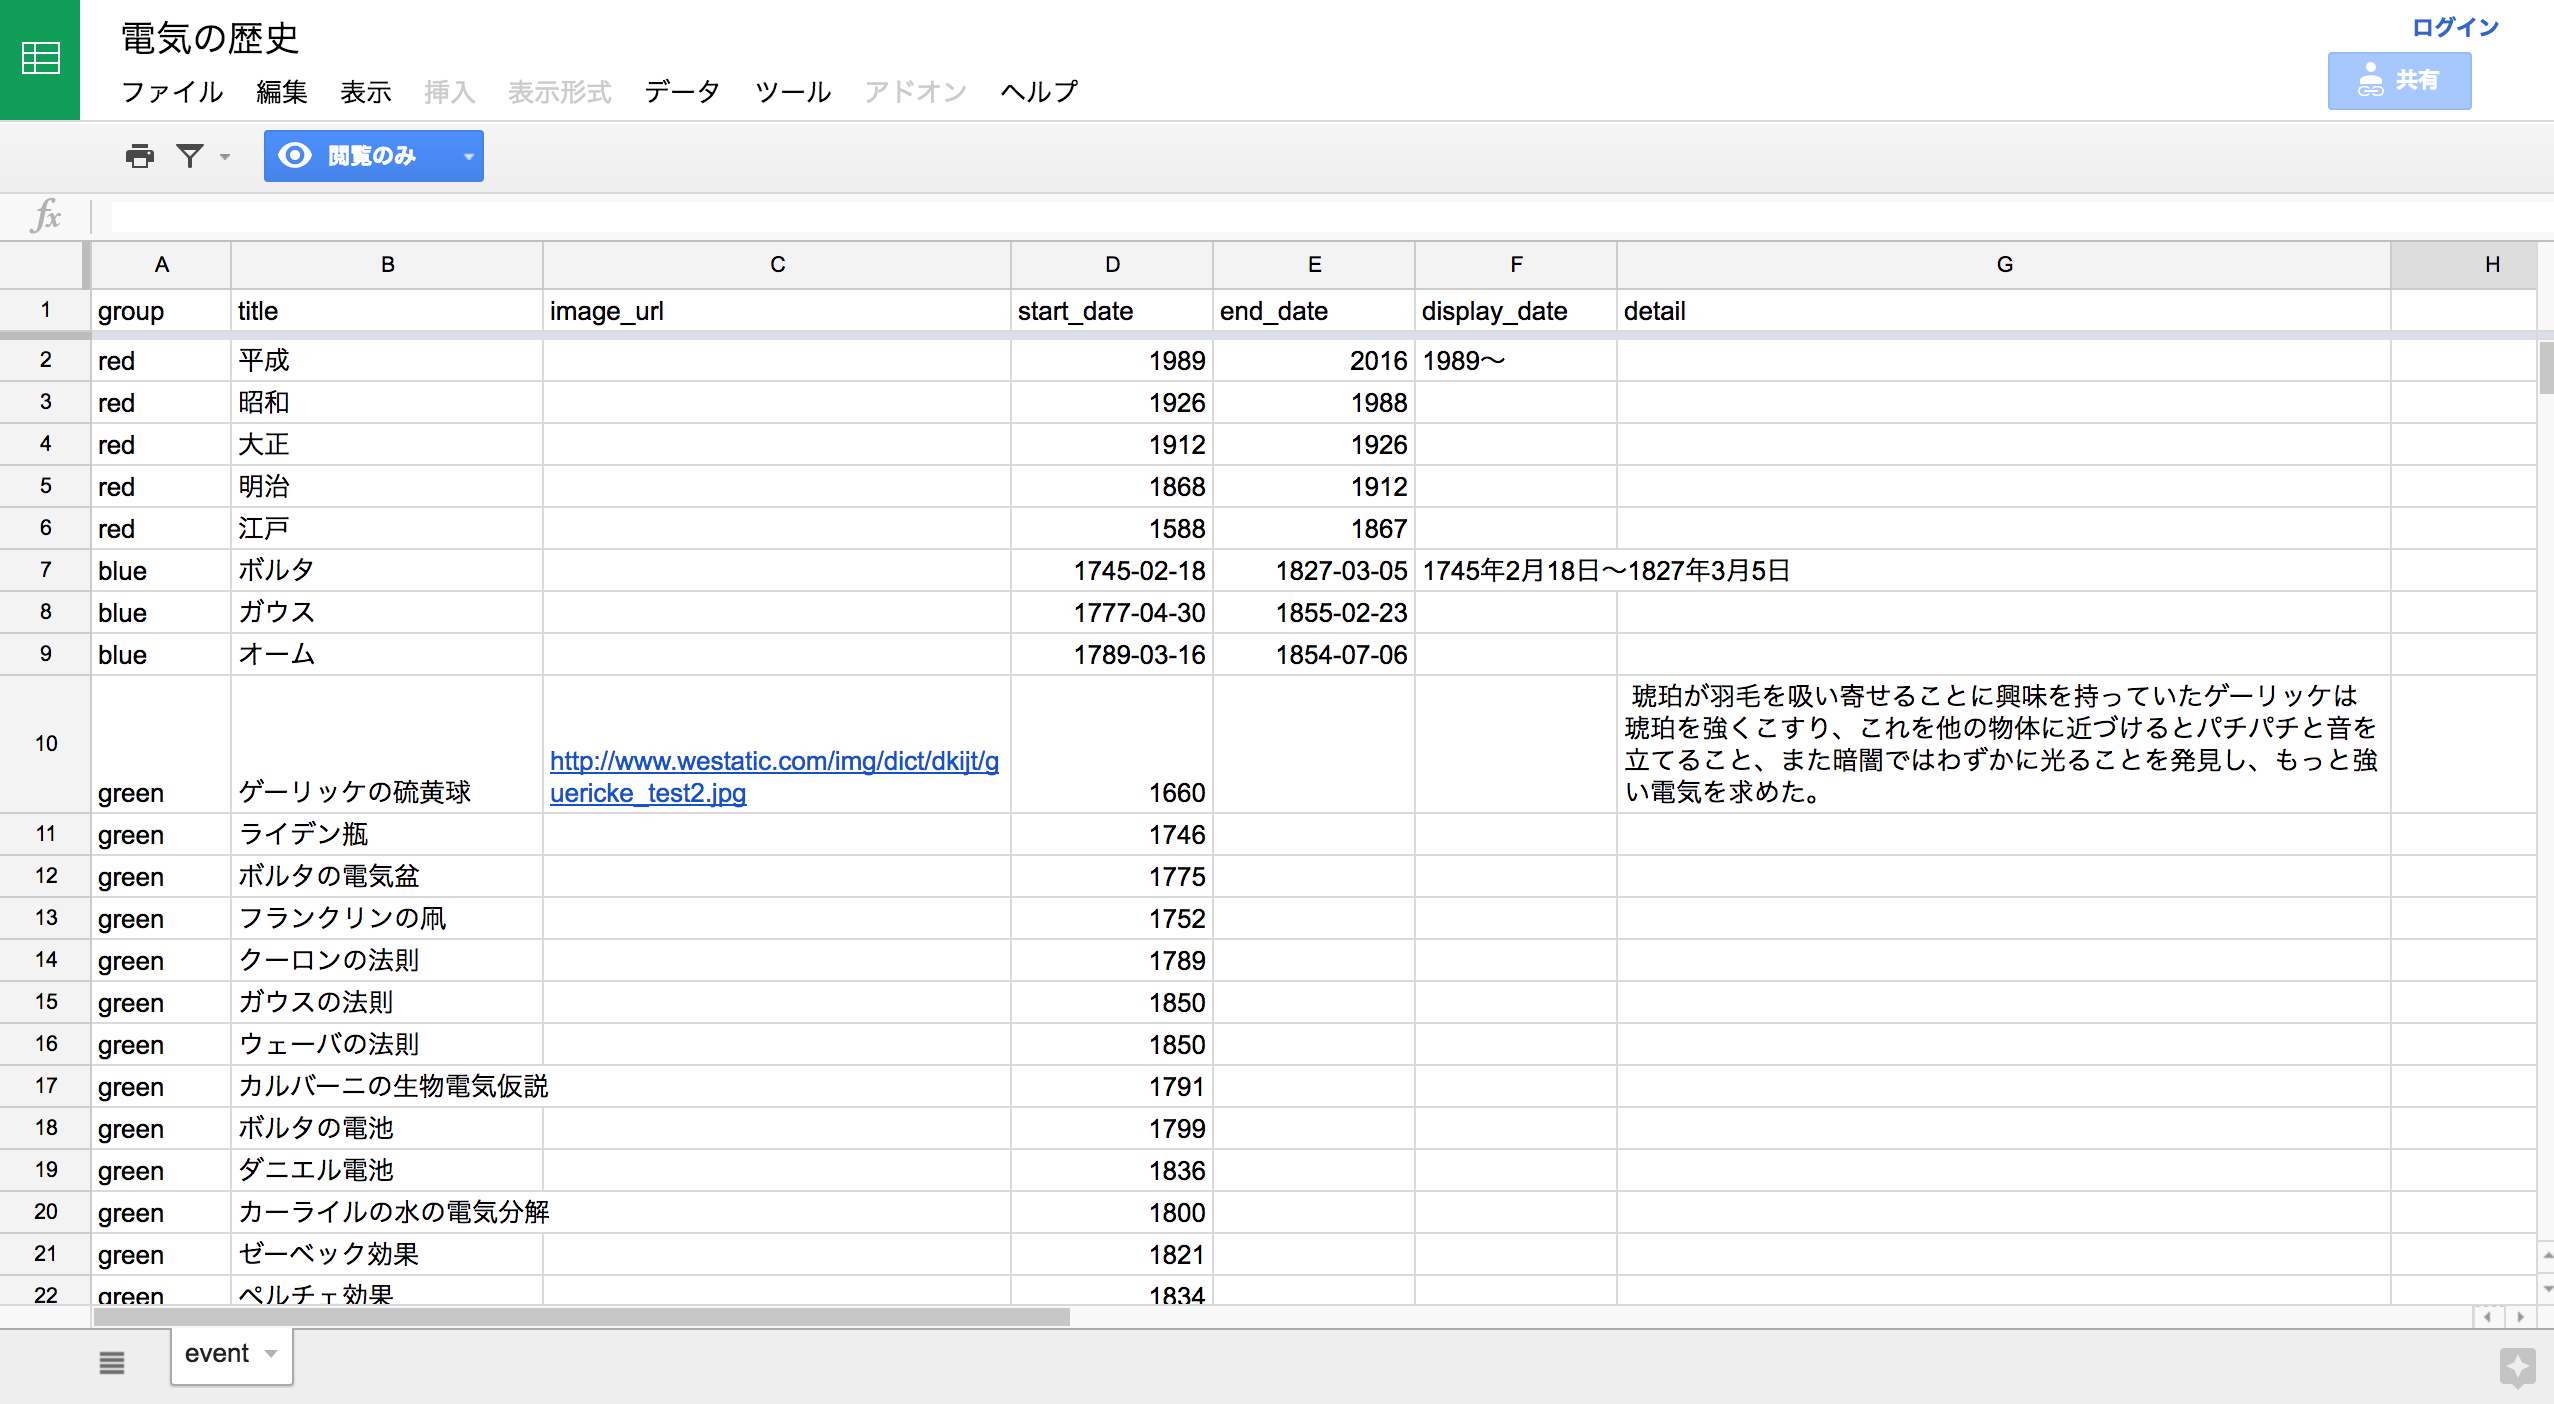 電気の歴史
ログイン
ファイル 編集 表示 挿入 表示形式 データ ツール アドオン ヘルプ
共有
閲覧のみ
fx
A B C D E F G H
1 group title image_url start_date end_date display_date detail
2 red 平成 1989 2016 1989〜
3 red 昭和 1926 1988
4 red 大正 1912 1926
5 red 明治 1868 1912
6 red 江戸 1588 1867
7 blue ボルタ 1745-02-18 1827-03-05 1745年2月18日〜1827年3月5日
8 blue ガウス 1777-04-30 1855-02-23
9 blue オーム 1789-03-16 1854-07-06
10 green ゲーリッケの硫黄球
http://www.westatic.com/img/dict/dkijt/g
uericke_test2.jpg
1660
琥珀が羽毛を吸い寄せることに興味を持っていたゲーリッケは
琥珀を強くこすり、これを他の物体に近づけるとパチパチと音を
立てること、また暗闇ではわずかに光ることを発見し、もっと強
い電気を求めた。
11 green ライデン瓶 1746
12 green ボルタの電気盆 1775
13 green フランクリンの凧 1752
14 green クーロンの法則 1789
15 green ガウスの法則 1850
16 green ウェーバの法則 1850
17 green カルバーニの生物電気仮説 1791
18 green ボルタの電池 1799
19 green ダニエル電池 1836
20 green カーライルの水の電気分解 1800
21 green ゼーベック効果 1821
22 green ペルチェ効果 1834
event